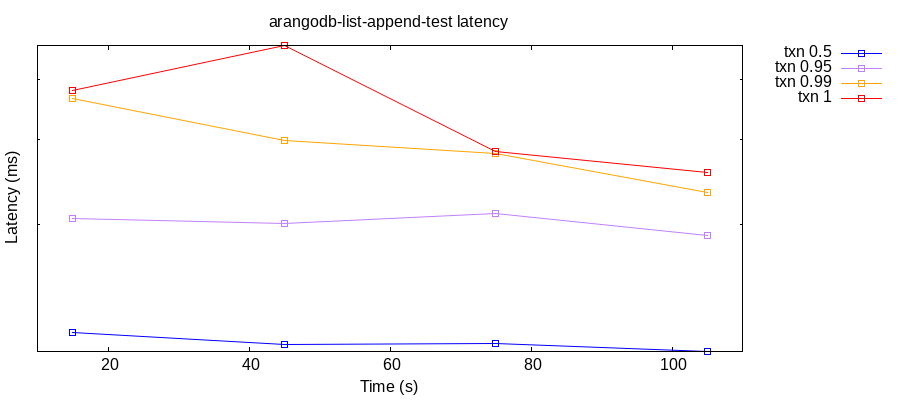 arangodb-list-append-test latency
txn 0.5
txn 0.95
txn 0.99
txn 1
Latency (ms)
20 40 60 80 100
Time (s)